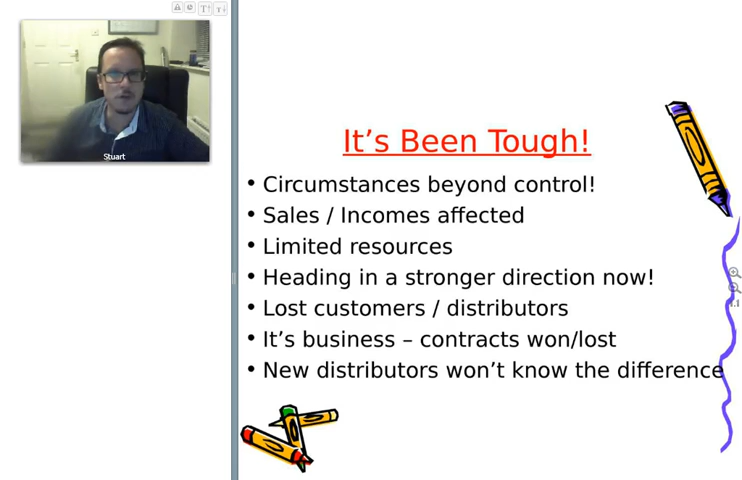 Stuart
It's Been Tough!
• Circumstances beyond control!
• Sales / Incomes affected
• Limited resources
• Heading in a stronger direction now!
• Lost customers / distributors
• It's business – contracts won/lost
• New distributors won't know the difference